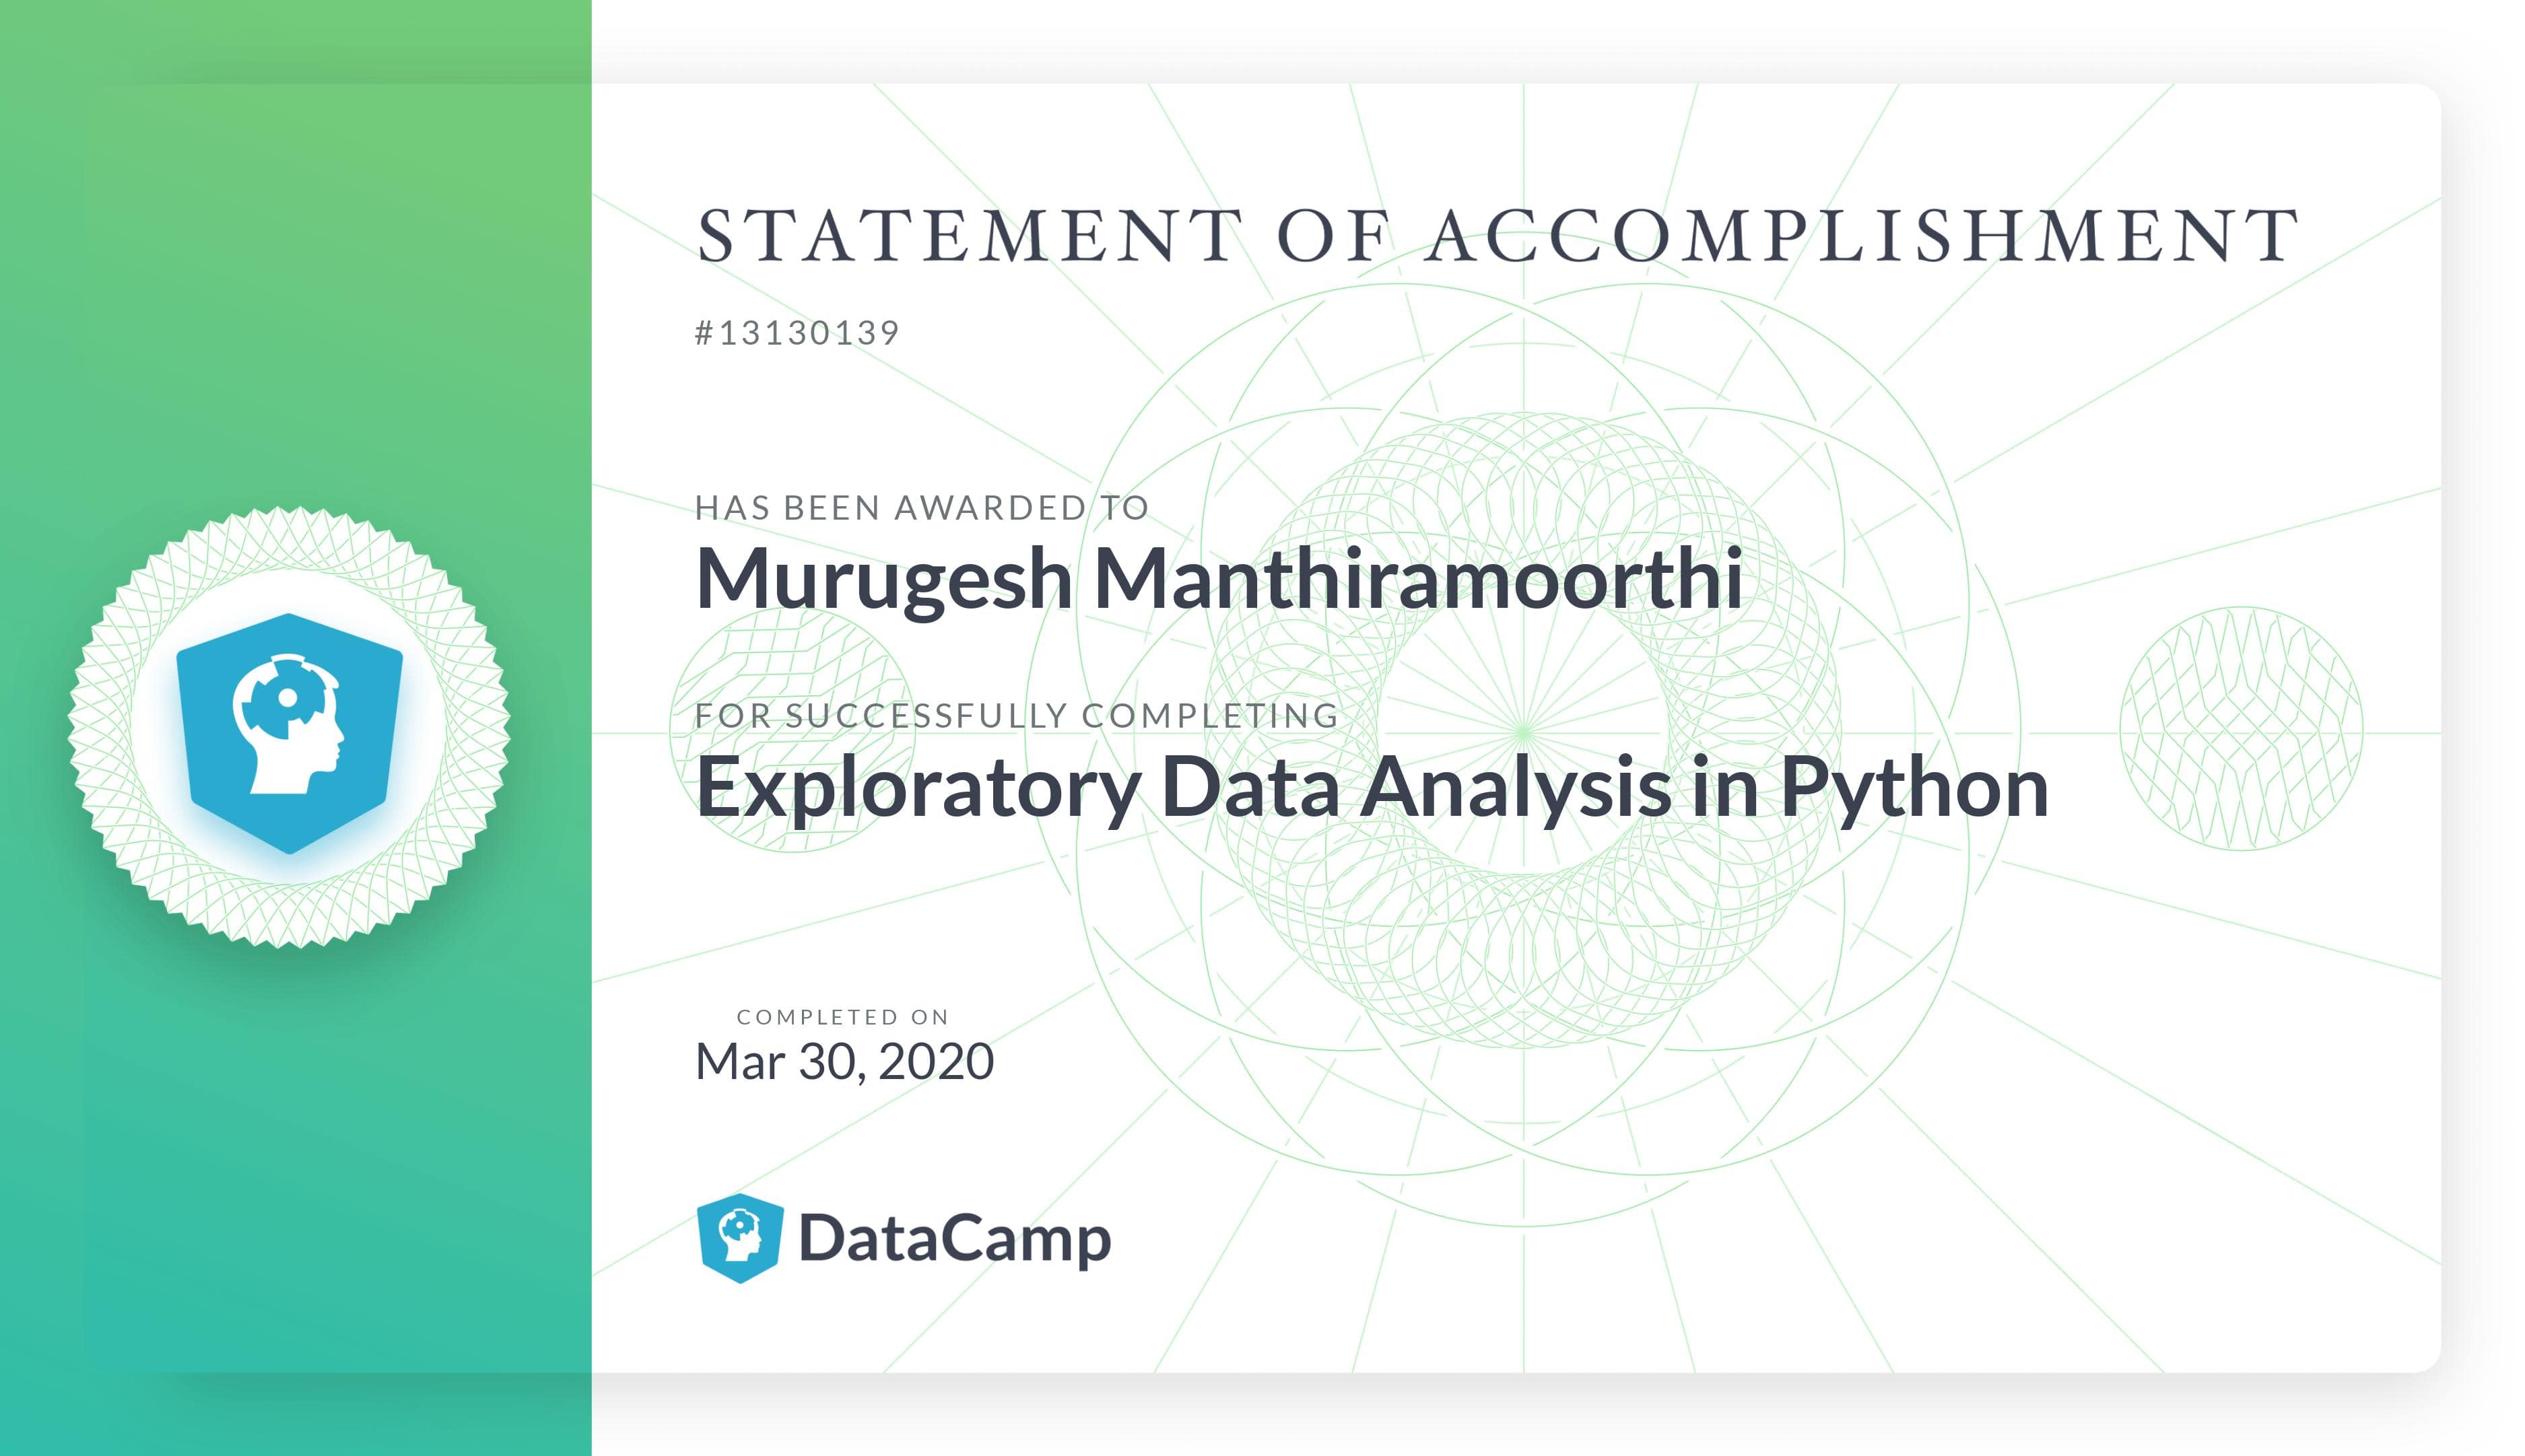 STATEMENT OF ACCOMPLISHMENT
#13130139
HAS BEEN AWARDED TO
Murugesh Manthiramoorthi
FOR SUCCESSFULLY COMPLETING
Exploratory Data Analysis in Python
COMPLETED ON
Mar 30, 2020
DataCamp